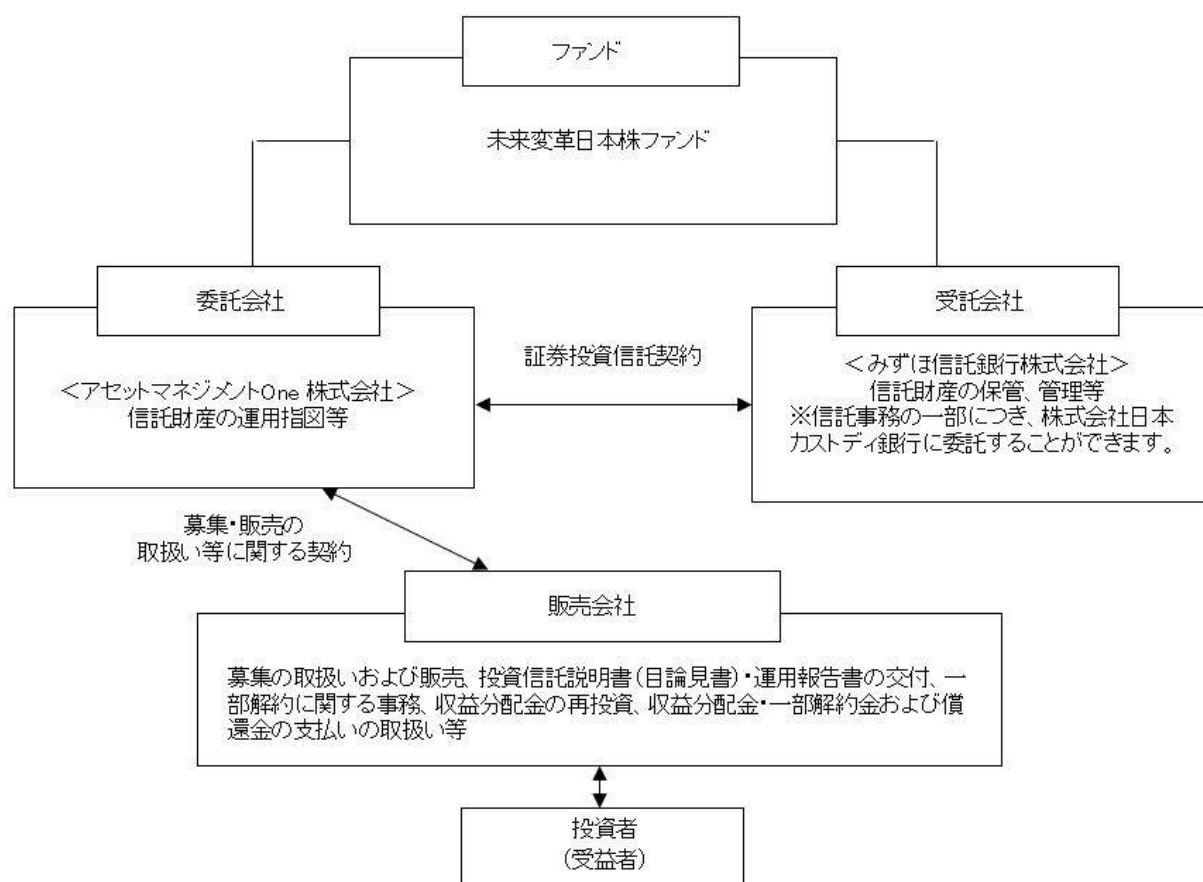 ファンド
未来変革日本株ファンド
委託会社
<アセットマネジメントOne 株式会社>
信託財産の運用指図等
証券投資信託契約
受託会社
<みずほ信託銀行株式会社>
信託財産の保管、管理等
※信託事務の一部につき、株式会社日本
カストディ銀行に委託することができます。
募集・販売の
取扱い等に関する契約
販売会社
募集の取扱いおよび販売、投資信託説明書(目論見書)・運用報告書の交付、一
部解約に関する事務、収益分配金の再投資、収益分配金・一部解約金および償
還金の支払いの取扱い等
投資者
(受益者)